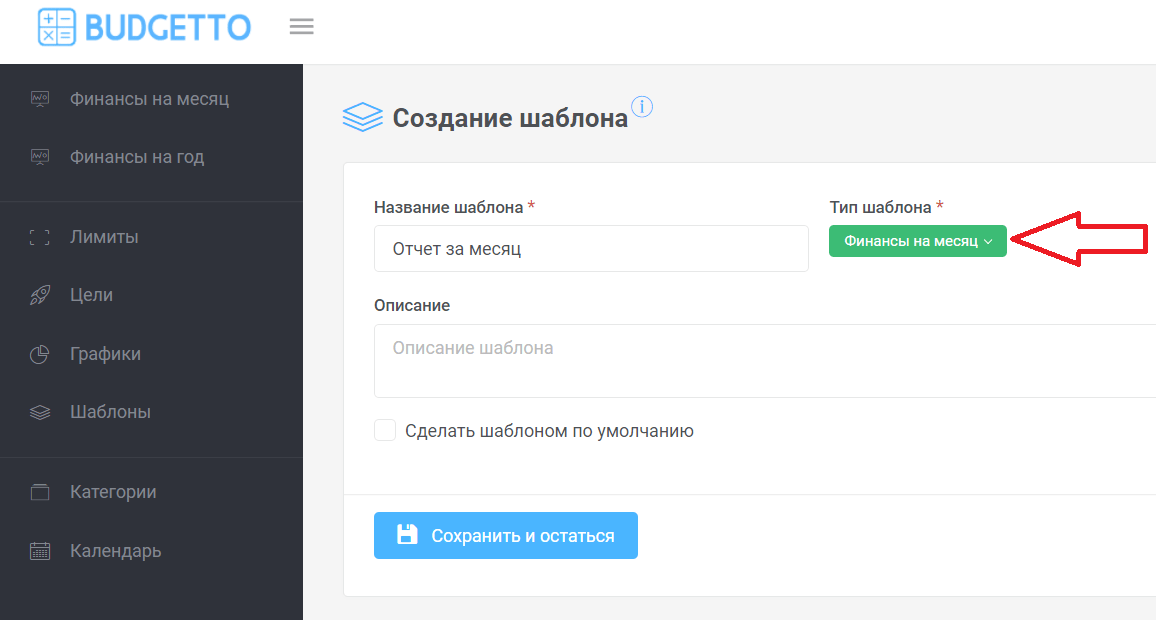 BUDGETTO
Финансы на месяц
Финансы на год
Лимиты
Цели
Графики
Шаблоны
Категории
Календарь
Создание шаблона i
Название шаблона * Тип шаблона *
Отчет за месяц Финансы на месяц
Описание
Описание шаблона
Сделать шаблоном по умолчанию
Сохранить и остаться